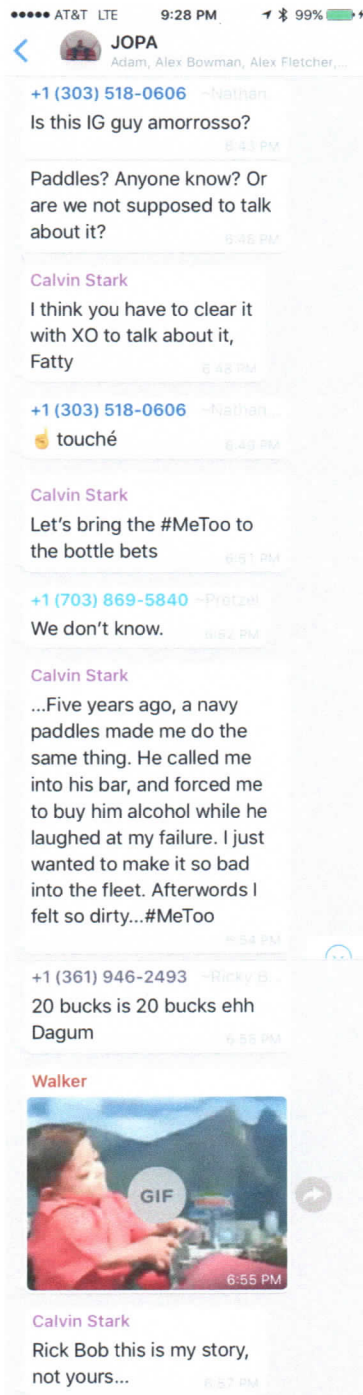 AT&T LTE 9:28 PM 99%
JOPA
Adam, Alex Bowman, Alex Fletcher,...
+1 (303) 518-0606 ~Nathan...
Is this IG guy amorrosso?
6:43 PM
Paddles? Anyone know? Or
are we not supposed to talk
about it?
6:46 PM
Calvin Stark
I think you have to clear it
with XO to talk about it,
Fatty
6:48 PM
+1 (303) 518-0606 ~Nathan...
☝️ touché
6:49 PM
Calvin Stark
Let's bring the #MeToo to
the bottle bets
6:51 PM
+1 (703) 869-5840 ~Pretzel
We don't know.
6:52 PM
Calvin Stark
...Five years ago, a navy
paddles made me do the
same thing. He called me
into his bar, and forced me
to buy him alcohol while he
laughed at my failure. I just
wanted to make it so bad
into the fleet. Afterwords I
felt so dirty...#MeToo
54 PM
+1 (361) 946-2493 ~Ricky B...
20 bucks is 20 bucks ehh
Dagum
6:55 PM
Walker
GIF
6:55 PM
Calvin Stark
Rick Bob this is my story,
not yours...
6:57 PM